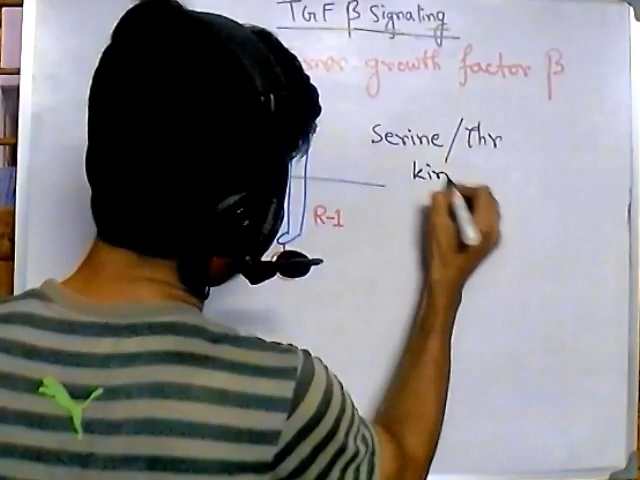 TGF β Signaling
growth factor β
Serine/Thr
kin
R-1